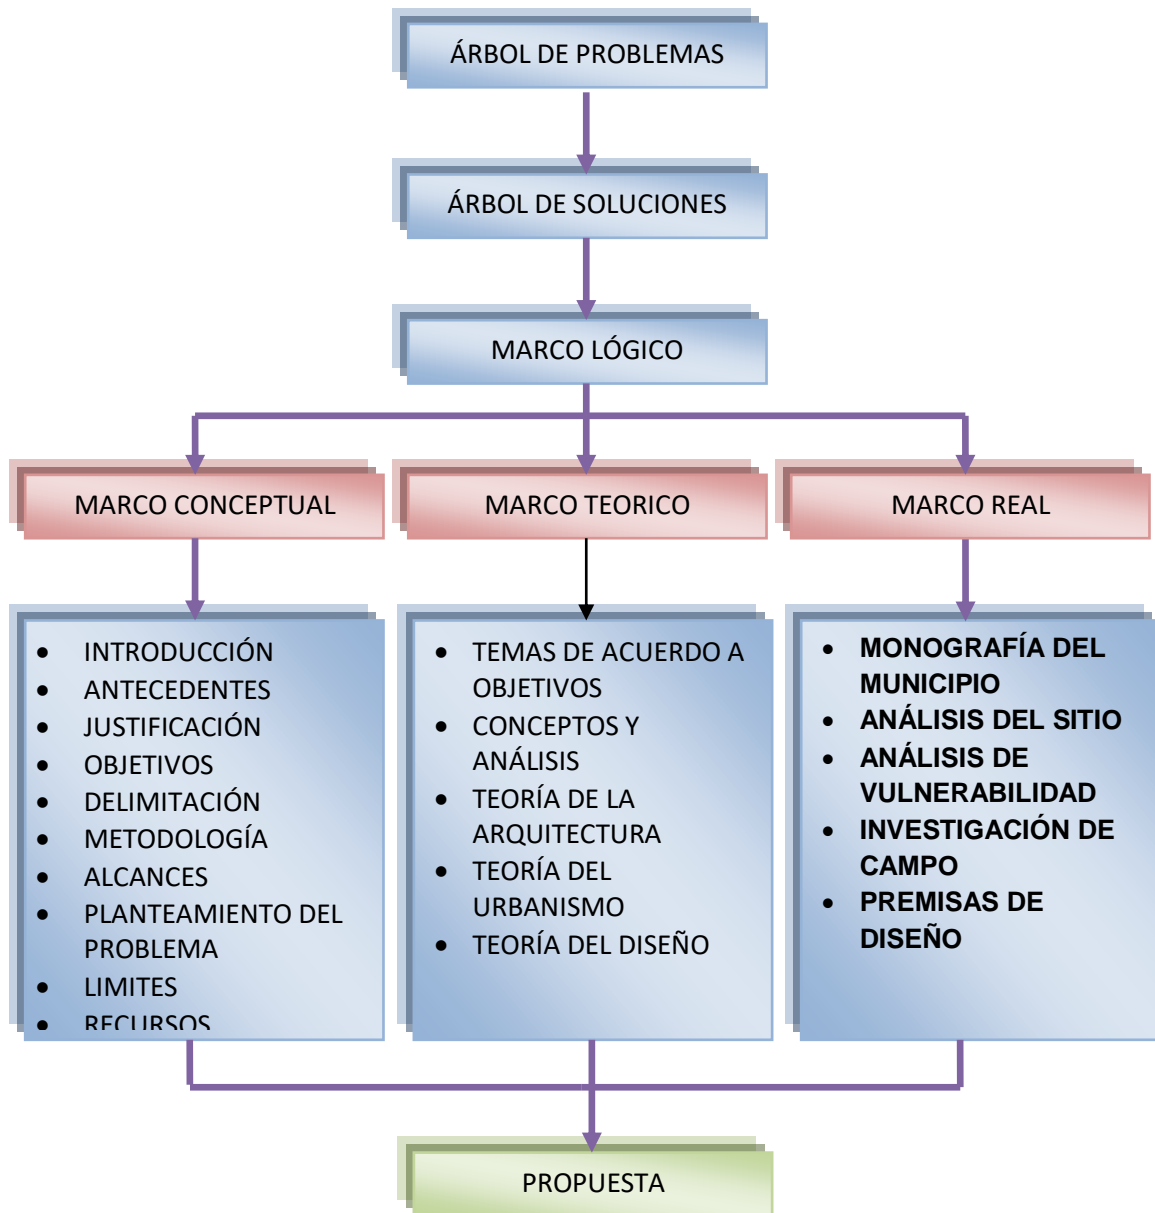 ÁRBOL DE PROBLEMAS
ÁRBOL DE SOLUCIONES
MARCO LÓGICO
MARCO CONCEPTUAL
MARCO TEORICO
MARCO REAL
• INTRODUCCIÓN
• ANTECEDENTES
• JUSTIFICACIÓN
• OBJETIVOS
• DELIMITACIÓN
• METODOLOGÍA
• ALCANCES
• PLANTEAMIENTO DEL
PROBLEMA
• LIMITES
• RECURSOS
• TEMAS DE ACUERDO A
OBJETIVOS
• CONCEPTOS Y
ANÁLISIS
• TEORÍA DE LA
ARQUITECTURA
• TEORÍA DEL
URBANISMO
• TEORÍA DEL DISEÑO
• MONOGRAFÍA DEL
MUNICIPIO
• ANÁLISIS DEL SITIO
• ANÁLISIS DE
VULNERABILIDAD
• INVESTIGACIÓN DE
CAMPO
• PREMISAS DE
DISEÑO
PROPUESTA